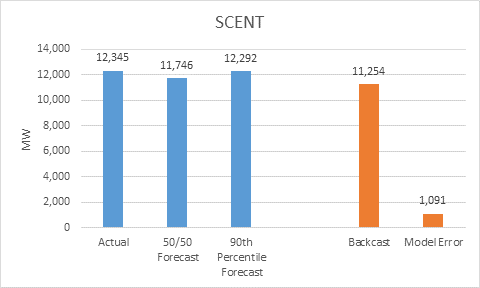 SCENT
14,000
12,000
10,000
8,000
6,000
4,000
2,000
0
MW
12,345
11,746
12,292
11,254
1,091
Actual
50/50
Forecast
90th
Percentile
Forecast
Backcast
Model Error